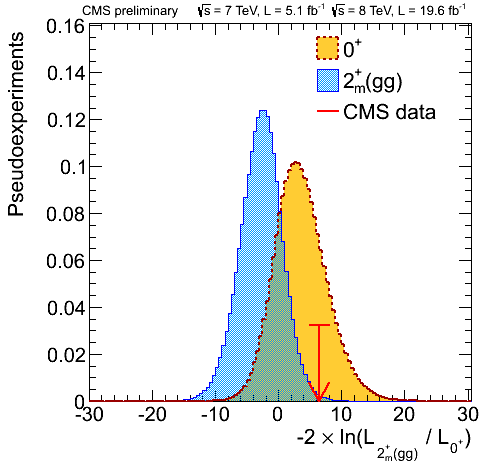 CMS preliminary √s = 7 TeV, L = 5.1 fb⁻¹ √s = 8 TeV, L = 19.6 fb⁻¹
0.16
0.14
0.12
0.1
0.08
0.06
0.04
0.02
0
Pseudoexperiments
0⁺
2⁺ₘ(gg)
CMS data
-30 -20 -10 0 10 20 30
-2 × ln(L 2⁺ₘ(gg) / L 0⁺)